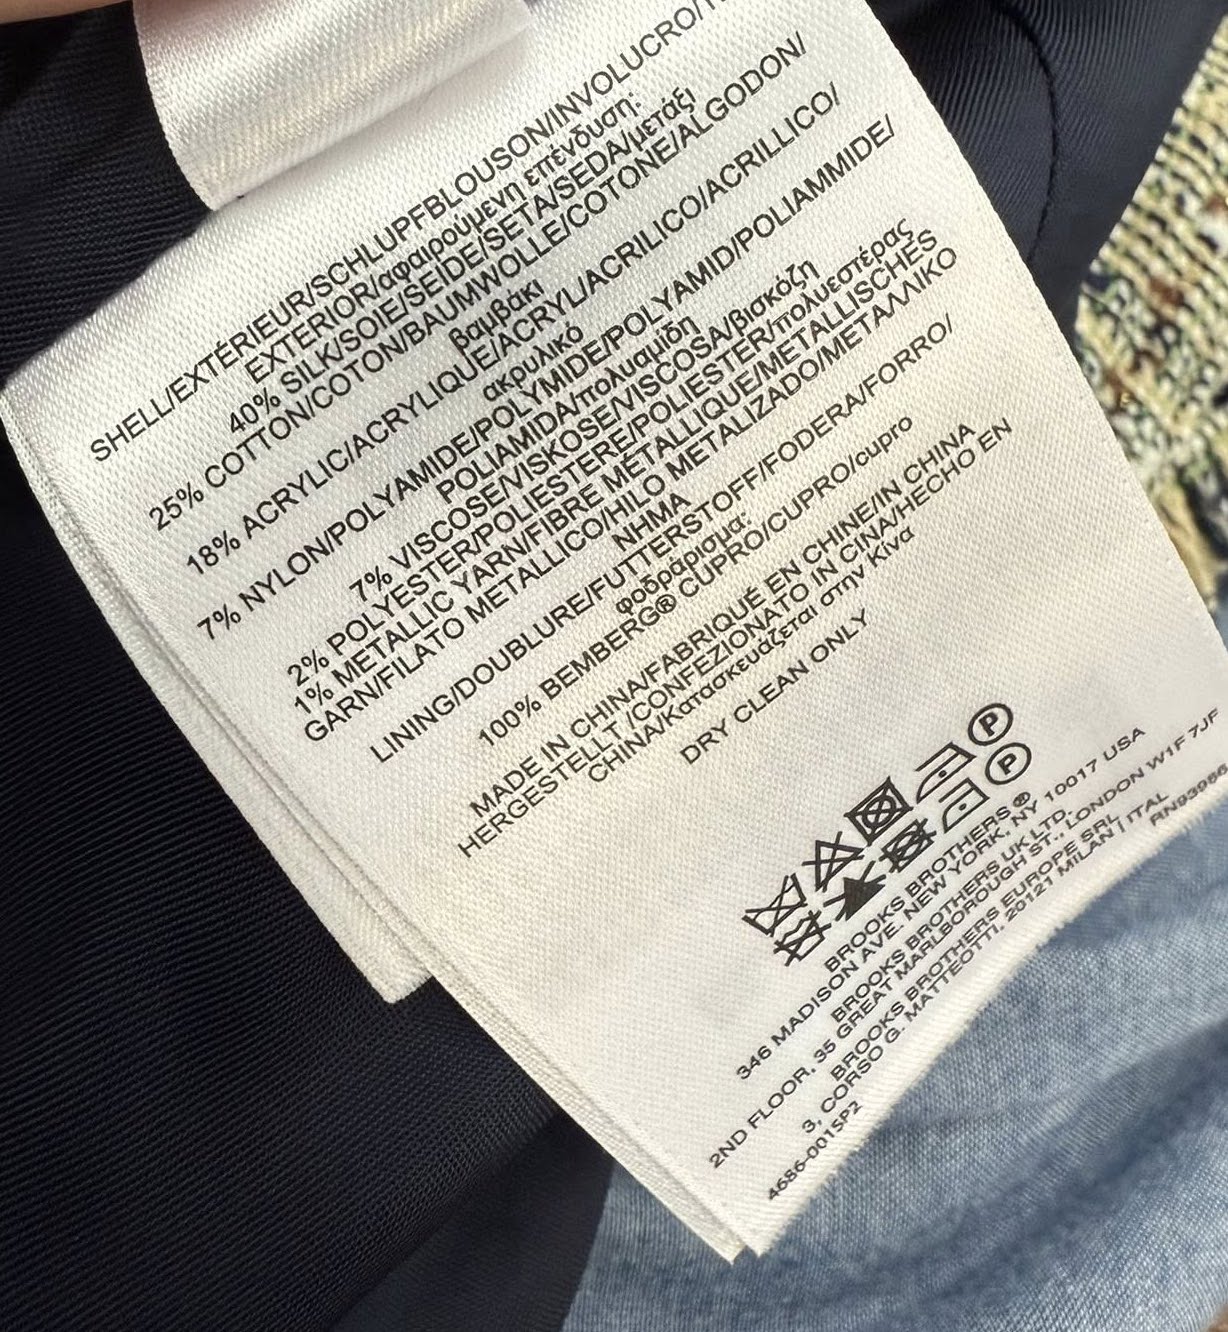 SHELL/EXTÉRIEUR/SCHLUPFBLOUSON/INVOLUCRO/
EXTERIOR/αφαιρούμενη επένδυση:
40% SILK/SOIE/SEIDE/SETA/SEDA/μετάξι
25% COTTON/COTON/BAUMWOLLE/COTONE/ALGODON/
βαμβάκι
18% ACRYLIC/ACRYLIQUE/ACRYL/ACRILICO/ACRILLICO/
ακρυλικό
7% NYLON/POLYAMIDE/POLYMIDE/POLYAMID/POLIAMMIDE/
POLIAMIDA/πολυαμίδη
7% VISCOSE/VISKOSE/VISCOSA/βισκόζη
2% POLYESTER/POLIESTERE/POLIESTER/πολυεστέρας
1% METALLIC YARN/FIBRE MÉTALLIQUE/METALLISCHES
GARN/FILATO METALLICO/HILO METALIZADO/ΜΕΤΑΛΛΙΚΟ
ΝΗΜΑ
LINING/DOUBLURE/FUTTERSTOFF/FODERA/FORRO/
φοδράρισμα:
100% BEMBERG® CUPRO/CUPRO/cupro
MADE IN CHINA/FABRIQUÉ EN CHINE/IN CHINA
HERGESTELLT /CONFEZIONATO IN CINA/HECHO EN
CHINA/Κατασκευάζεται στην Κίνα
DRY CLEAN ONLY
P
P
BROOKS BROTHERS ®
346 MADISON AVE. NEW YORK, NY 10017 USA
BROOKS BROTHERS UK LTD.
2ND FLOOR, 35 GREAT MARLBOROUGH ST., LONDON W1F 7JF
BROOKS BROTHERS EUROPE SRL
3, CORSO G. MATTEOTTI, 20121 MILAN | ITAL
4686-0015P2